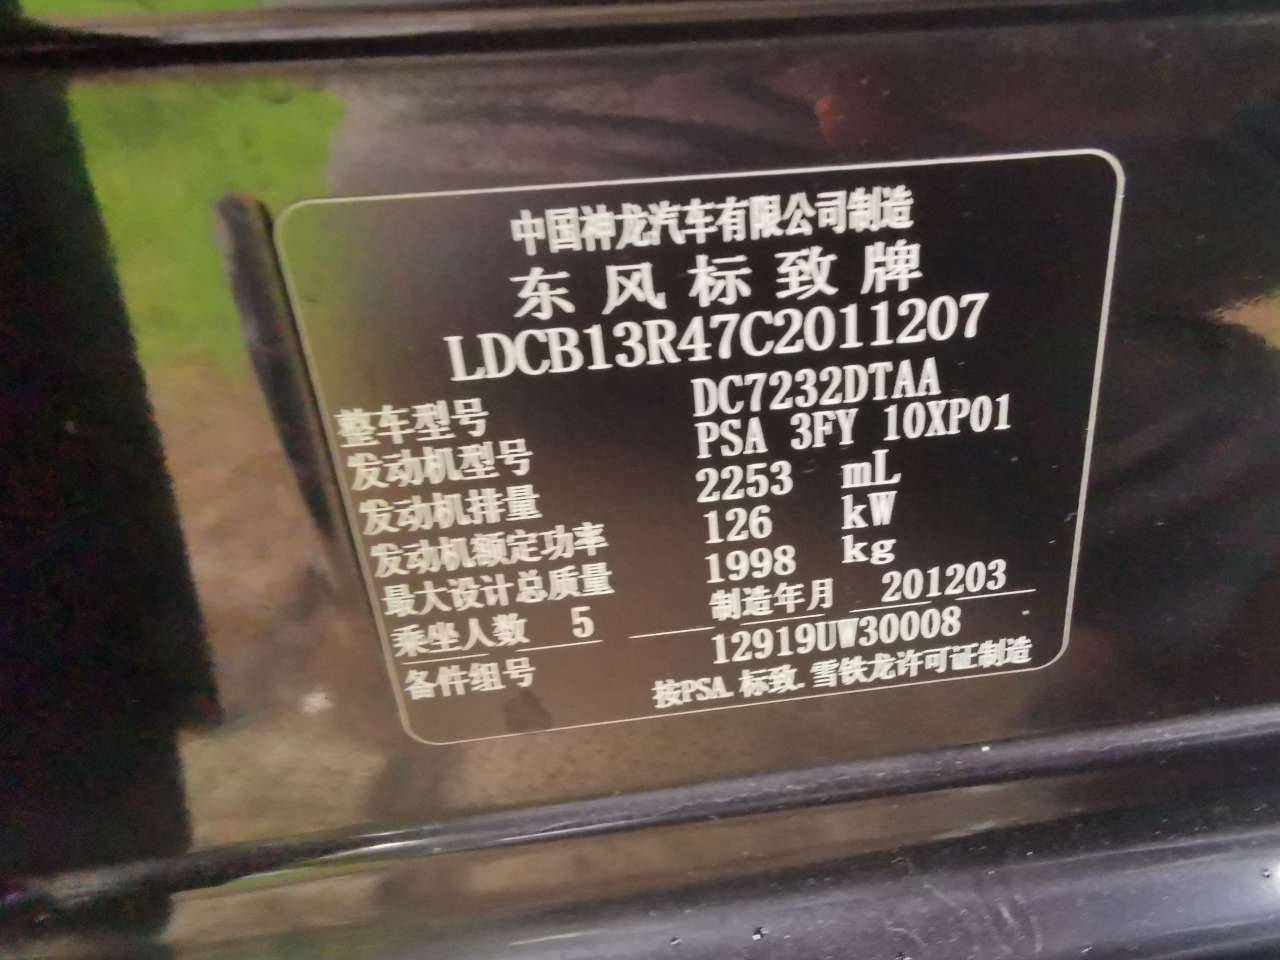 中国神龙汽车有限公司制造
东风标致牌
LDCB13R47C2011207
整车型号 DC7232DTAA
发动机型号 PSA 3FY 10XP01
发动机排量 2253 mL
发动机额定功率 126 kW
最大设计总质量 1998 kg
乘坐人数 5 制造年月 201203
备件组号 12919UW30008
按PSA.标致.雪铁龙许可证制造